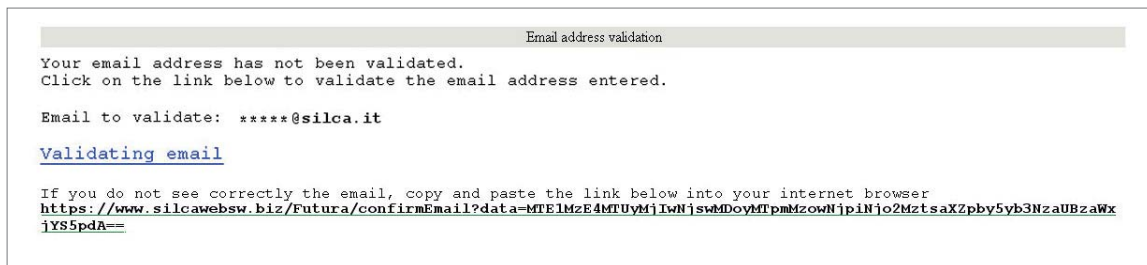 Email address validation
Your email address has not been validated.
Click on the link below to validate the email address entered.
Email to validate: *****@silca.it
Validating email
If you do not see correctly the email, copy and paste the link below into your internet browser
https://www.silcawebsw.biz/Futura/confirmEmail?data=MTE1MzE4MTUyMjIwNjswMDoyMTpmMzowNjpiNjo2MztsaXZpby5yb3NzaUBzaWx
jYS5pdA==